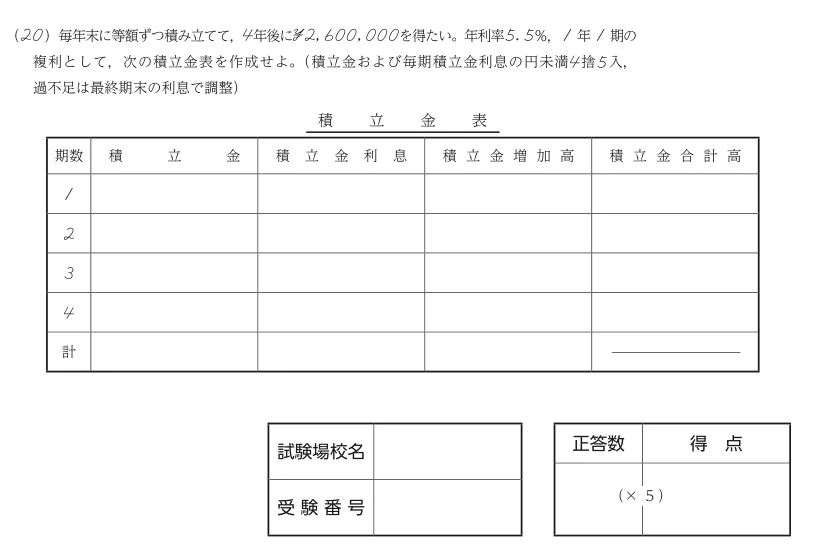 (20) 毎年末に等額ずつ積み立てて, 4年後に¥2,600,000を得たい。年利率5.5%, 1年1期の
複利として, 次の積立金表を作成せよ。(積立金および毎期積立金利息の円未満4捨5入,
過不足は最終期末の利息で調整)
積立金表
期数 積立金 積立金利息 積立金増加高 積立金合計高
1
2
3
4
計
試験場校名
受験番号
正答数 得点
(×5)